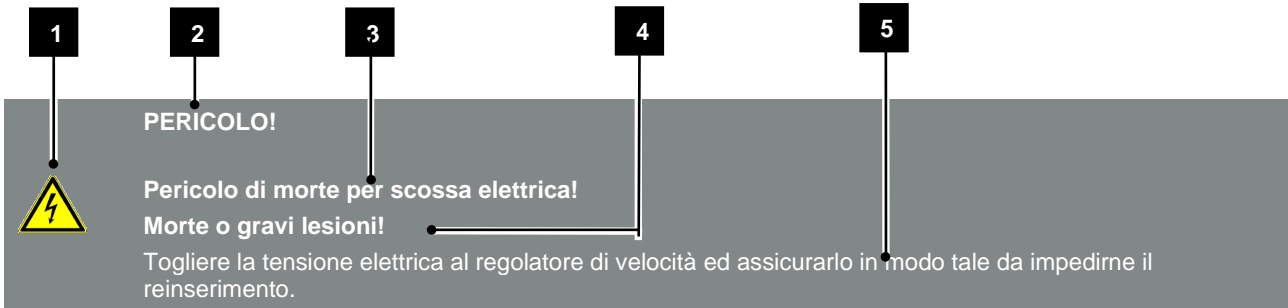 1 2 3 4 5
PERICOLO!
Pericolo di morte per scossa elettrica!
Morte o gravi lesioni!
Togliere la tensione elettrica al regolatore di velocità ed assicurarlo in modo tale da impedirne il
reinserimento.